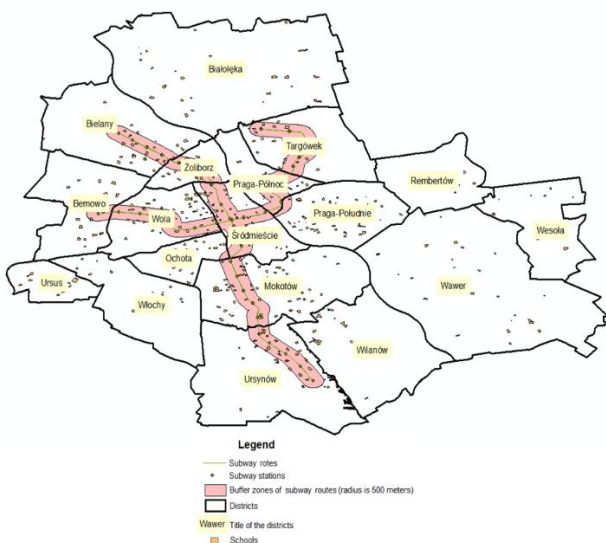 Białołęka
Bielany
Targówek
Żoliborz
Praga-Północ
Rembertów
Bemowo
Wola
Praga-Południe
Wesoła
Śródmieście
Ochota
Ursus
Mokotów
Wawer
Włochy
Wilanów
Ursynów
Legend
Subway rotes
Subway stations
Buffer zones of subway routes (radius is 500 meters)
Districts
Wawer Title of the districts
Schools